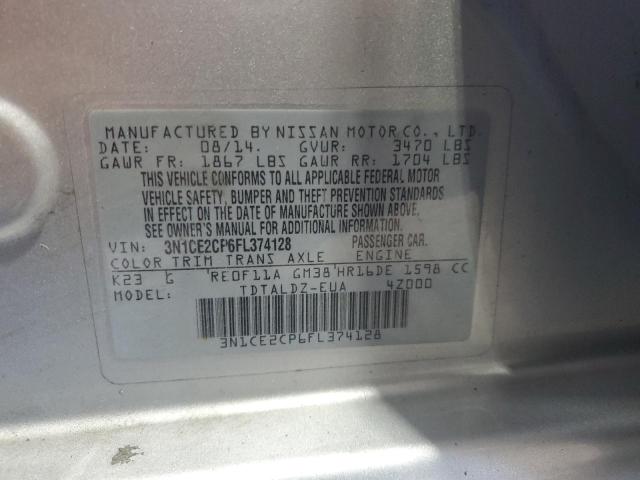 MANUFACTURED BY NISSAN MOTOR CO., LTD.
DATE: 08/14. GVWR: 3470 LBS
GAWR FR: 1867 LBS GAWR RR: 1704 LBS
THIS VEHICLE CONFORMS TO ALL APPLICABLE FEDERAL MOTOR
VEHICLE SAFETY, BUMPER AND THEFT PREVENTION STANDARDS
IN EFFECT ON THE DATE OF MANUFACTURE SHOWN ABOVE.
SEE OWNER'S MANUAL FOR ADDITIONAL INFORMATION.
VIN: 3N1CE2CP6FL374128 PASSENGER CAR.
COLOR TRIM TRANS AXLE ENGINE
K23 G 'RE0F11A GM38'HR16DE 1598 CC
MODEL: TDTALDZ-EUA 4Z000
3N1CE2CP6FL374128